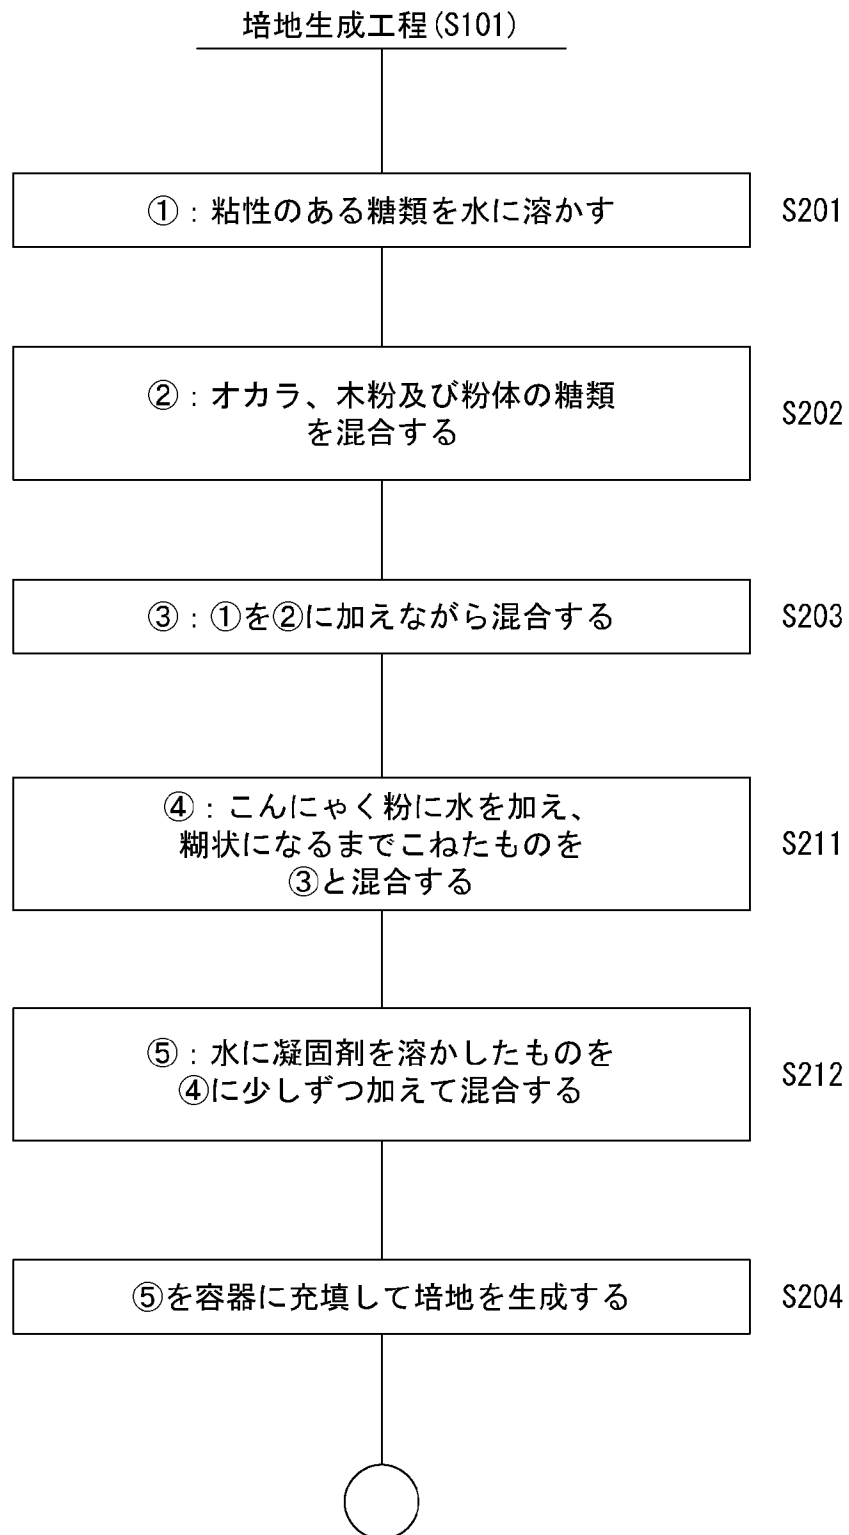 培地生成工程(S101)
①：粘性のある糖類を水に溶かす
S201
②：オカラ、木粉及び粉体の糖類
を混合する
S202
③：①を②に加えながら混合する
S203
④：こんにゃく粉に水を加え、
糊状になるまでこねたものを
③と混合する
S211
⑤：水に凝固剤を溶かしたものを
④に少しずつ加えて混合する
S212
⑤を容器に充填して培地を生成する
S204